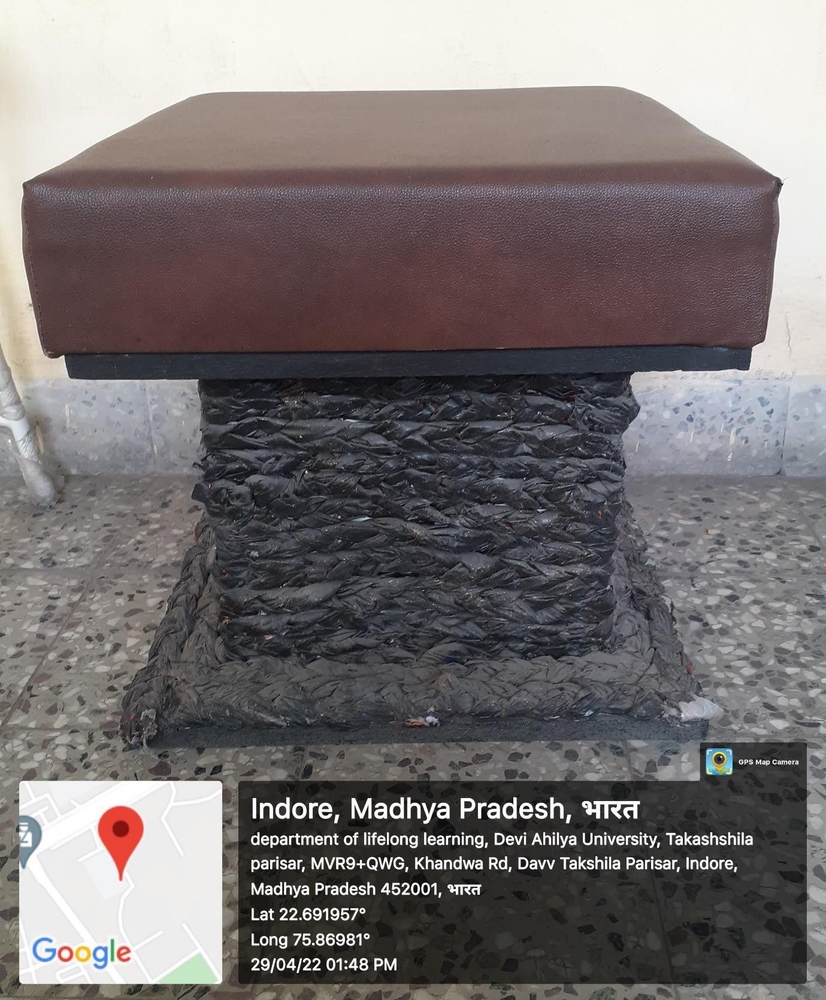 GPS Map Camera
Indore, Madhya Pradesh, भारत
department of lifelong learning, Devi Ahilya University, Takashshila
parisar, MVR9+QWG, Khandwa Rd, Davv Takshila Parisar, Indore,
Madhya Pradesh 452001, भारत
Lat 22.691957°
Long 75.86981°
29/04/22 01:48 PM
Google